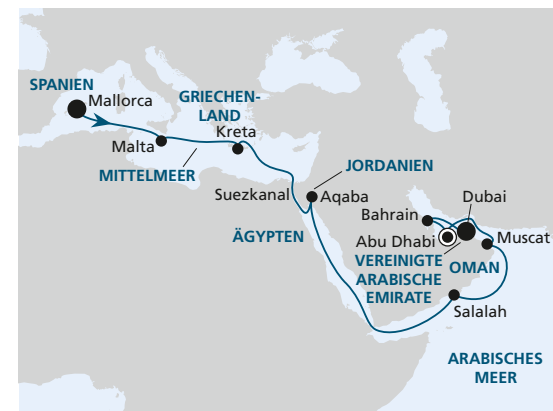 SPANIEN
Mallorca
GRIECHEN-
LAND
Kreta
Malta
MITTELMEER
JORDANIEN
Suezkanal
Aqaba
Dubai
Bahrain
ÄGYPTEN
Abu Dhabi
Muscat
VEREINIGTE
ARABISCHE
EMIRATE
OMAN
Salalah
ARABISCHES
MEER